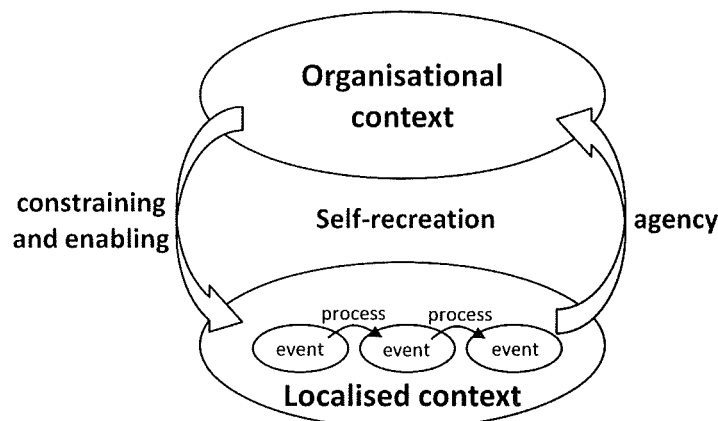 Organisational
context
constraining
and enabling
Self-recreation
agency
process process
event event event
Localised context